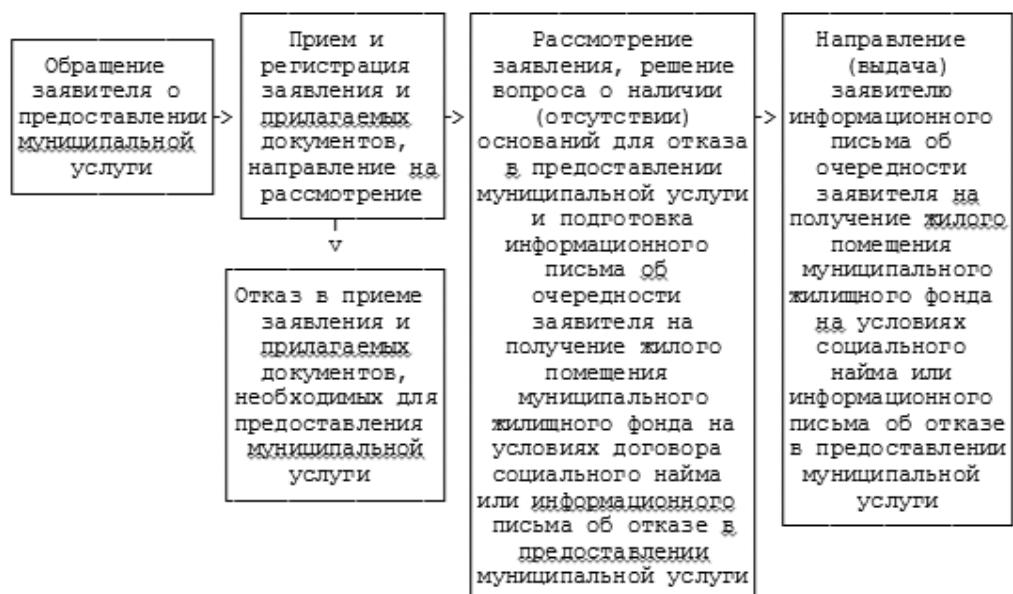 Обращение
заявителя о
предоставлении
муниципальной
услуги
->
Прием и
регистрация
заявления и
прилагаемых
документов,
направление на
рассмотрение
v
Отказ в приеме
заявления и
прилагаемых
документов,
необходимых для
предоставления
муниципальной
услуги
->
Рассмотрение
заявления, решение
вопроса о наличии
(отсутствии)
оснований для отказа
в предоставлении
муниципальной услуги
и подготовка
информационного
письма об
очередности
заявителя на
получение жилого
помещения
муниципального
жилищного фонда на
условиях договора
социального найма
или информационного
письма об отказе в
предоставлении
муниципальной услуги
->
Направление
(выдача)
заявителю
информационного
письма об
очередности
заявителя на
получение жилого
помещения
муниципального
жилищного фонда
на условиях
социального
найма или
информационного
письма об отказе
в предоставлении
муниципальной
услуги